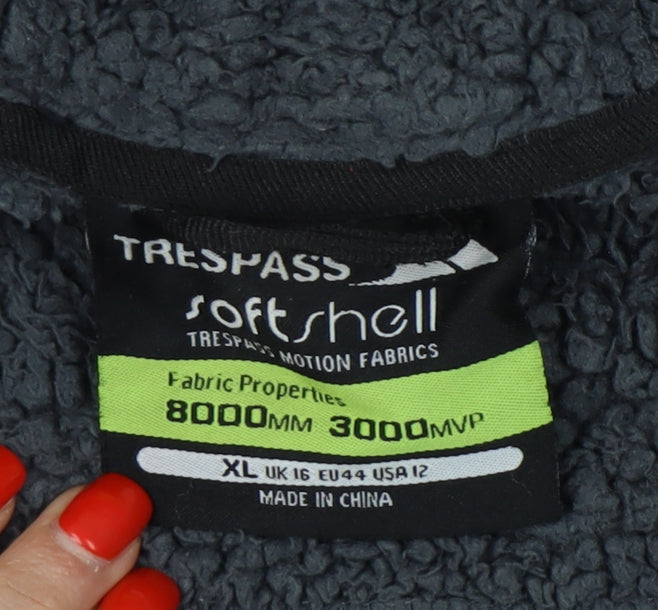 TRESPASS
softshell
TRESPASS MOTION FABRICS
Fabric Properties
8000MM 3000MVP
XL UK 16 EU44 USA 12
MADE IN CHINA